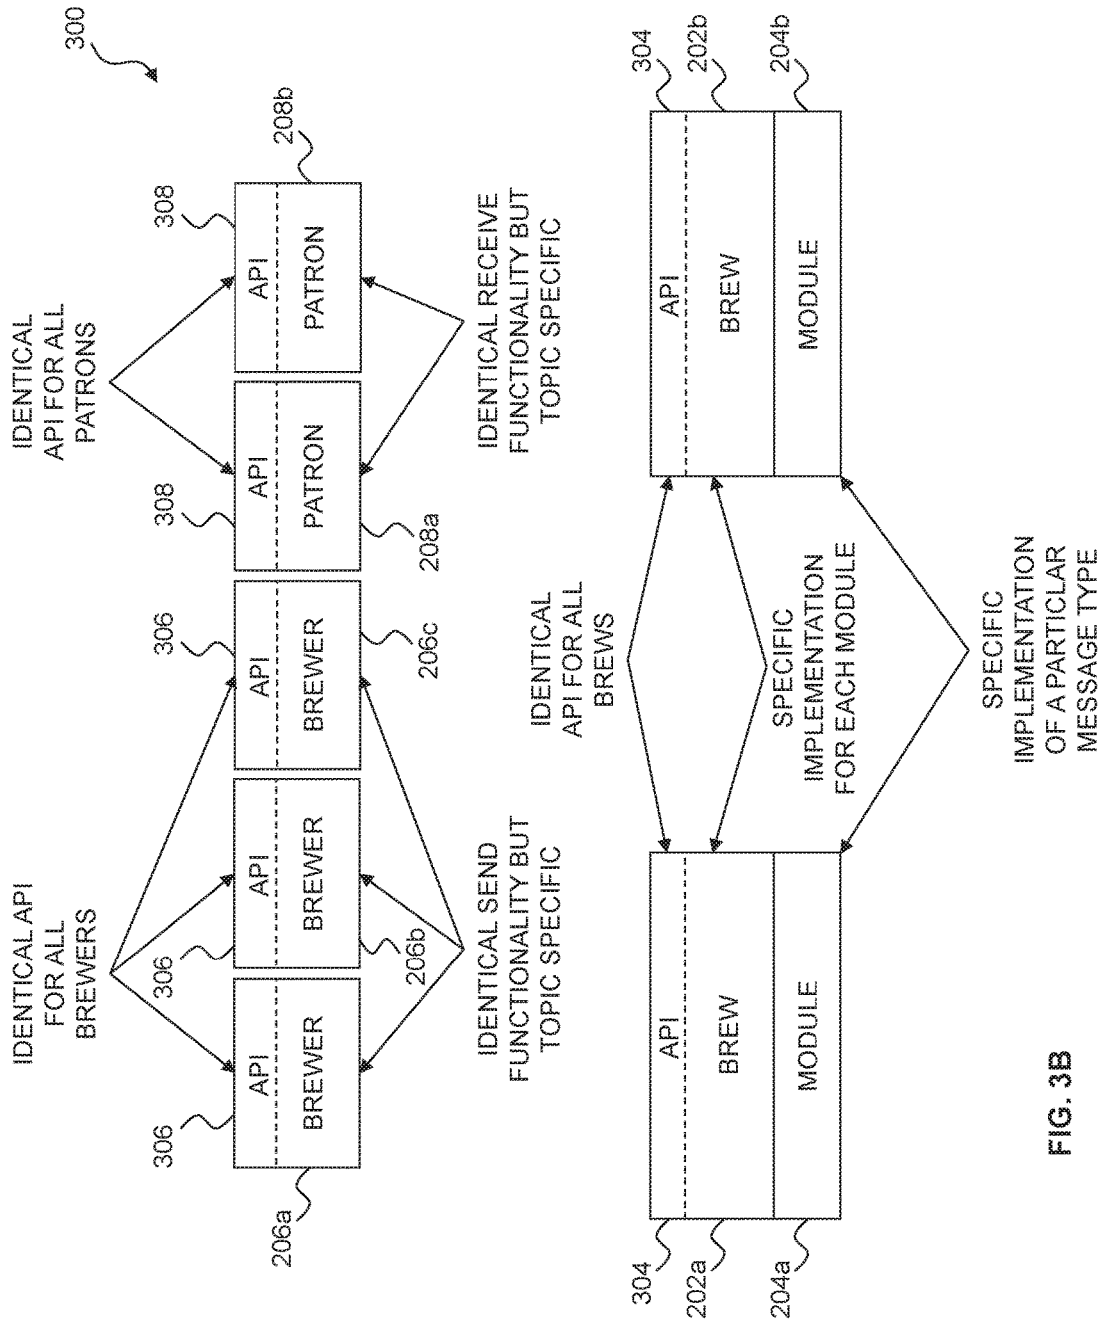 300
IDENTICAL API
FOR ALL
BREWERS
IDENTICAL
API FOR ALL
PATRONS
306
306
306
308
308
API
API
API
API
API
BREWER
BREWER
BREWER
PATRON
PATRON
206a
206b
206c
208a
208b
IDENTICAL SEND
FUNCTIONALITY BUT
TOPIC SPECIFIC
IDENTICAL RECEIVE
FUNCTIONALITY BUT
TOPIC SPECIFIC
304
API
202a
BREW
204a
MODULE
IDENTICAL
API FOR ALL
BREWS
SPECIFIC
IMPLEMENTATION
FOR EACH MODULE
SPECIFIC
IMPLEMENTATION
OF A PARTICLAR
MESSAGE TYPE
304
API
202b
BREW
204b
MODULE
FIG. 3B